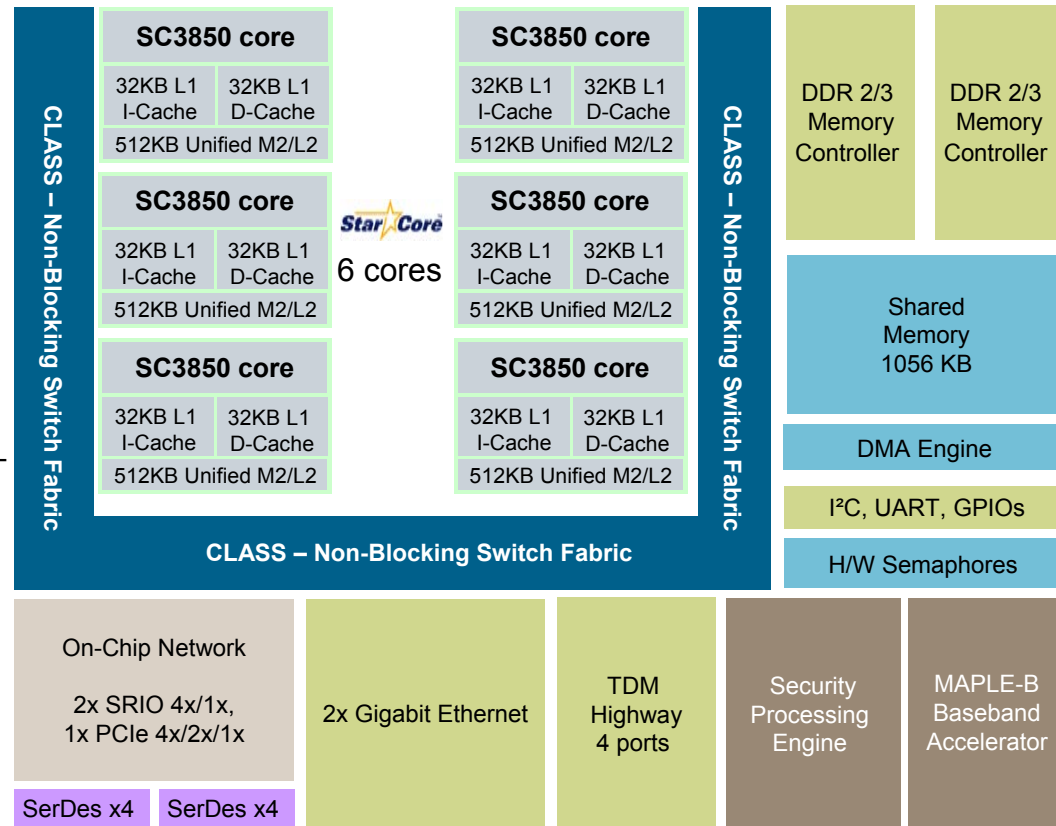 CLASS – Non-Blocking Switch Fabric
SC3850 core
32KB L1
I-Cache
32KB L1
D-Cache
512KB Unified M2/L2
SC3850 core
32KB L1
I-Cache
32KB L1
D-Cache
512KB Unified M2/L2
SC3850 core
32KB L1
I-Cache
32KB L1
D-Cache
512KB Unified M2/L2
StarCore
6 cores
SC3850 core
32KB L1
I-Cache
32KB L1
D-Cache
512KB Unified M2/L2
SC3850 core
32KB L1
I-Cache
32KB L1
D-Cache
512KB Unified M2/L2
SC3850 core
32KB L1
I-Cache
32KB L1
D-Cache
512KB Unified M2/L2
CLASS – Non-Blocking Switch Fabric
CLASS – Non-Blocking Switch Fabric
DDR 2/3
Memory
Controller
DDR 2/3
Memory
Controller
Shared
Memory
1056 KB
DMA Engine
I²C, UART, GPIOs
H/W Semaphores
On-Chip Network
2x SRIO 4x/1x,
1x PCIe 4x/2x/1x
SerDes x4
SerDes x4
2x Gigabit Ethernet
TDM
Highway
4 ports
Security
Processing
Engine
MAPLE-B
Baseband
Accelerator